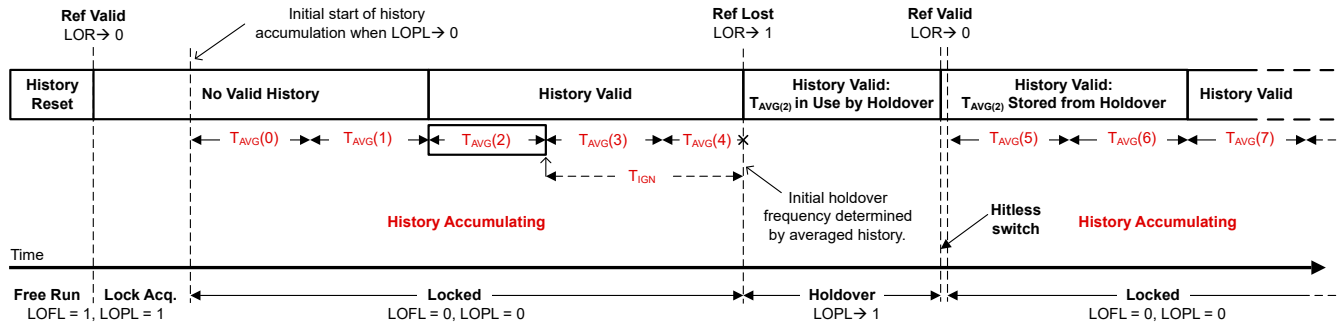 Ref Valid
LOR→ 0
Initial start of history
accumulation when LOPL→ 0
Ref Lost
LOR→ 1
Ref Valid
LOR→ 0
History
Reset
No Valid History
History Valid
History Valid:
TAVG(2) in Use by Holdover
History Valid:
TAVG(2) Stored from Holdover
History Valid
TAVG(0)
TAVG(1)
TAVG(2)
TAVG(3)
TAVG(4)
TAVG(5)
TAVG(6)
TAVG(7)
TIGN
Initial holdover
frequency determined
by averaged history.
History Accumulating
Hitless
switch
History Accumulating
Time
Free Run
LOFL = 1, LOPL = 1
Lock Acq.
Locked
LOFL = 0, LOPL = 0
Holdover
LOPL→ 1
Locked
LOFL = 0, LOPL = 0